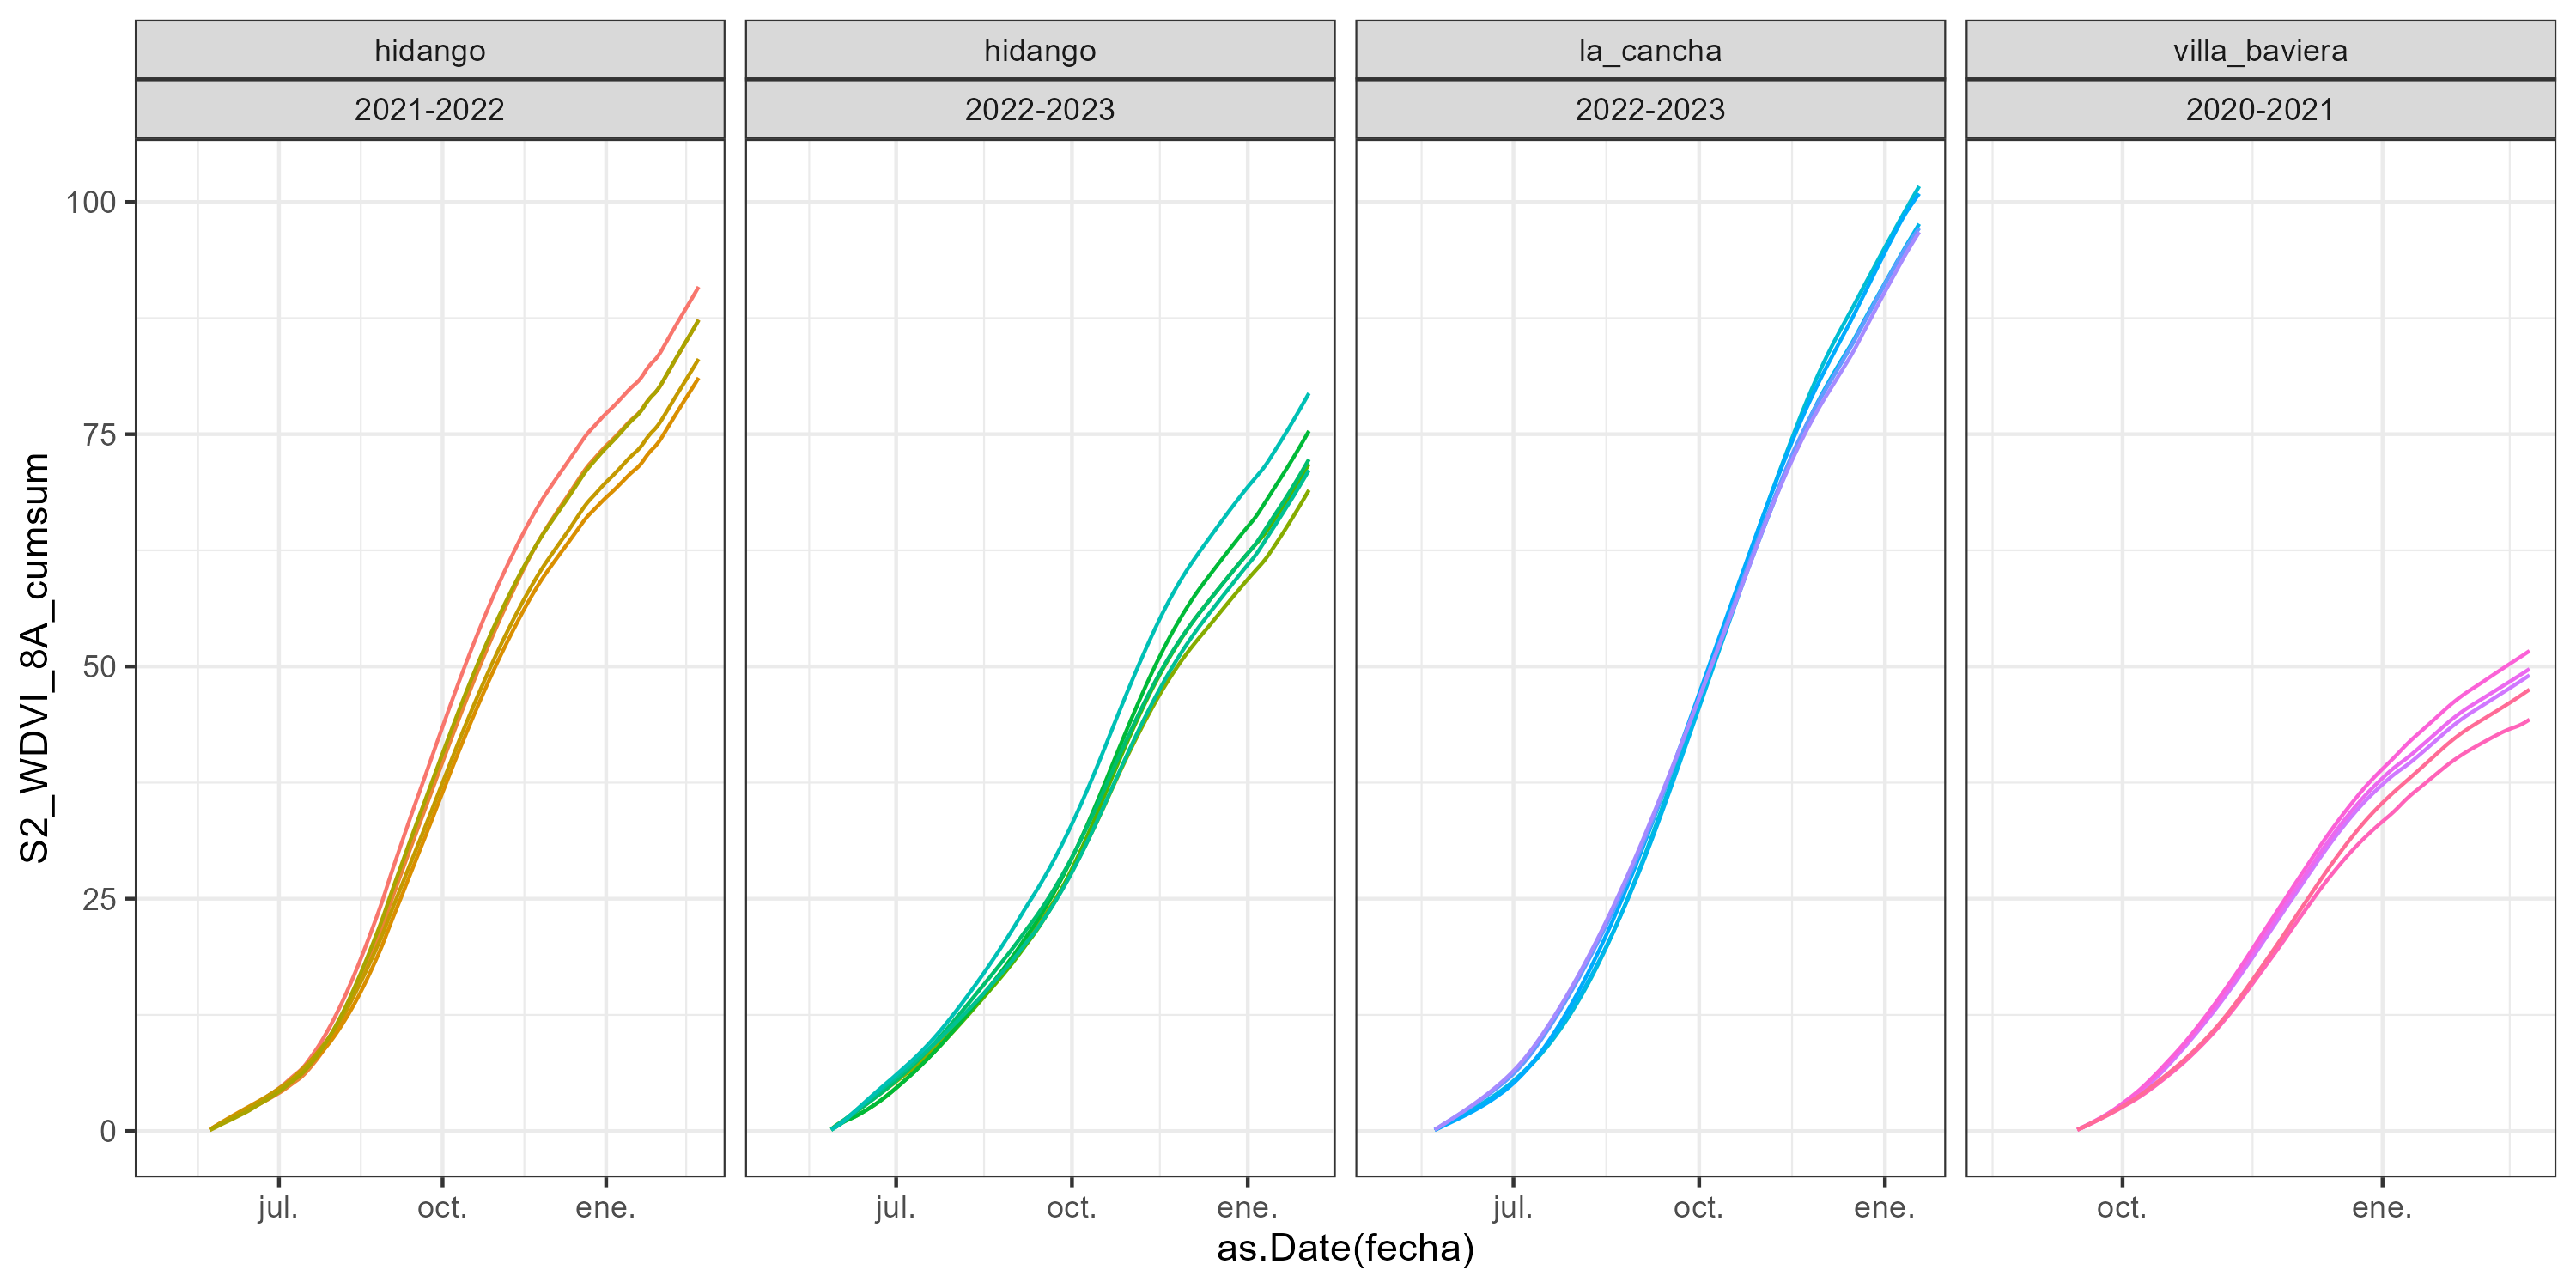 hidango
hidango
la_cancha
villa_baviera
2021-2022
2022-2023
2022-2023
2020-2021
S2_WDVI_8A_cumsum
100
75
50
25
0
jul.
oct.
ene.
jul.
oct.
ene.
jul.
oct.
ene.
oct.
ene.
as.Date(fecha)